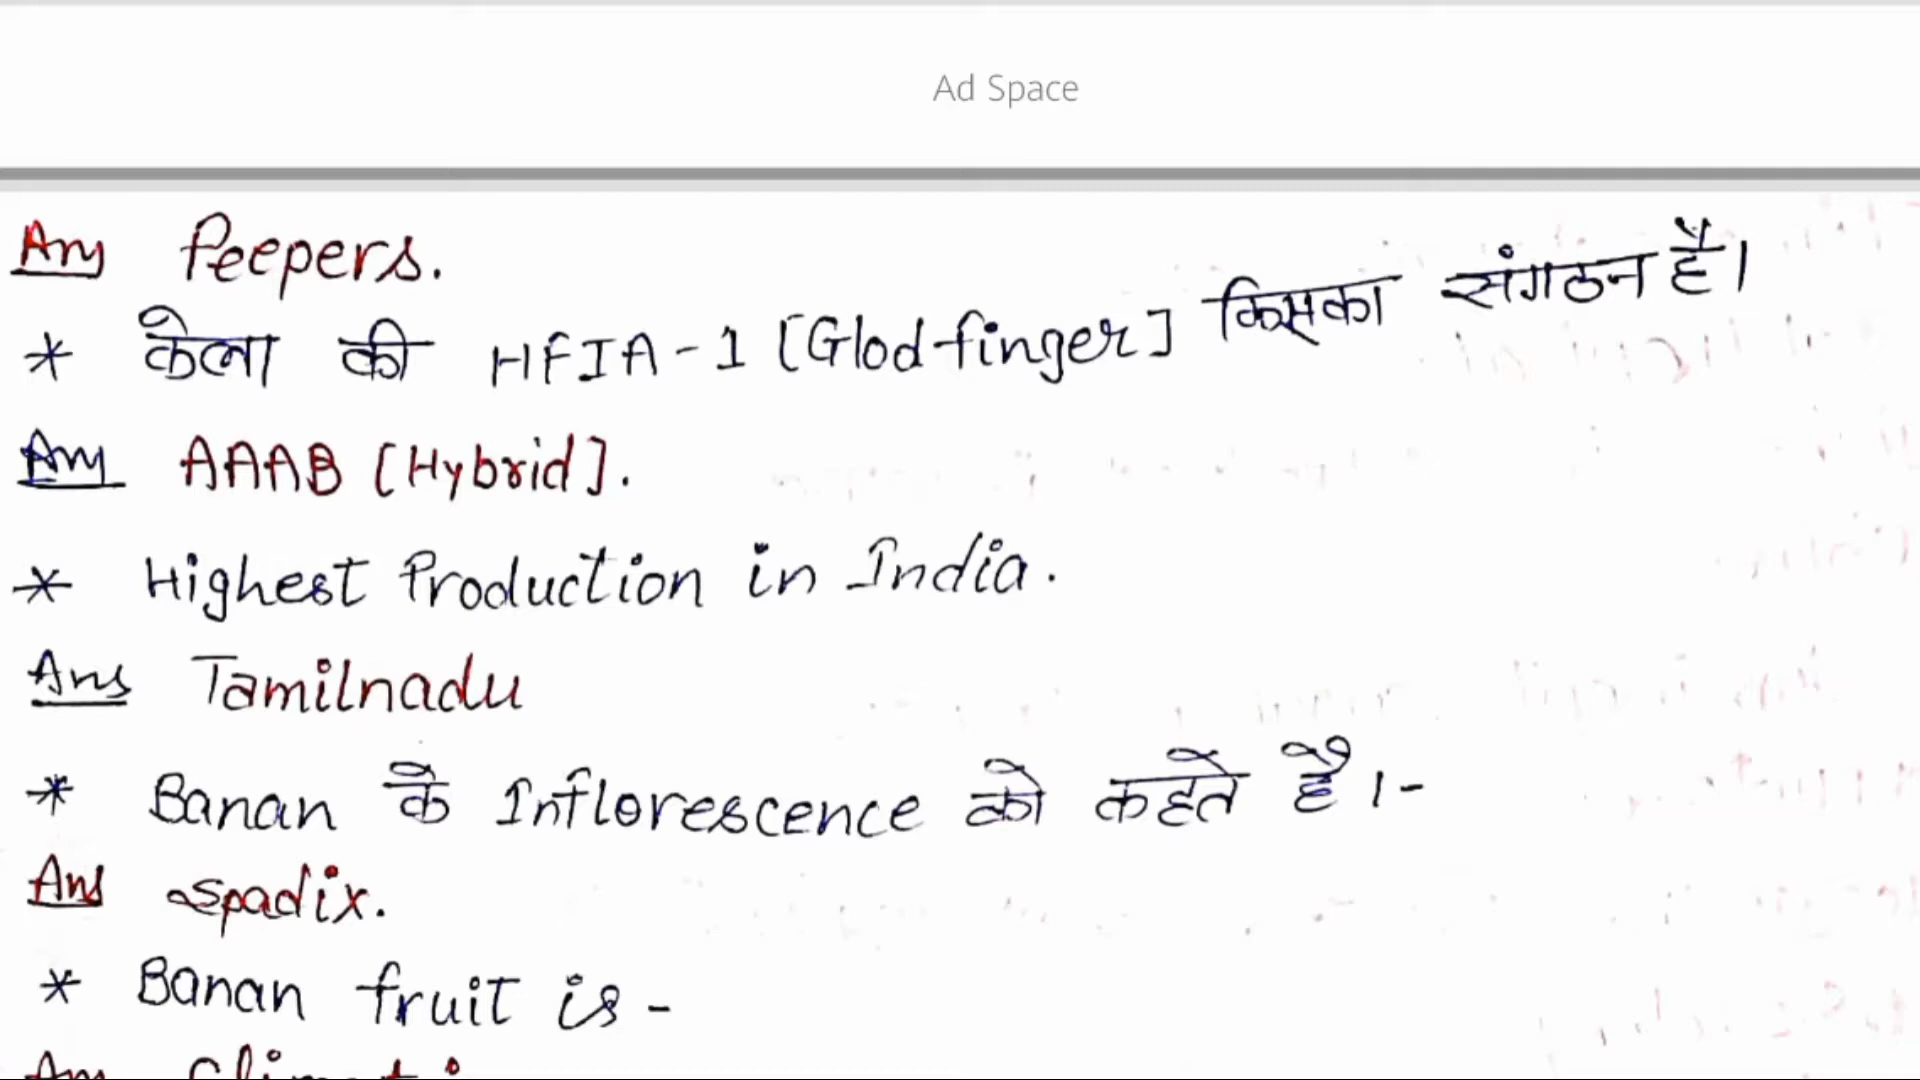 Ad Space
Ans Peepers.
* केला की HFIA-1 [Glod finger] किसका संगठन है।
Ans AAAB [Hybrid].
* Highest Production in India.
Ans Tamilnadu
* Banan के Inflorescence को कहते है।-
Ans Spadix.
* Banan fruit is -
Ans